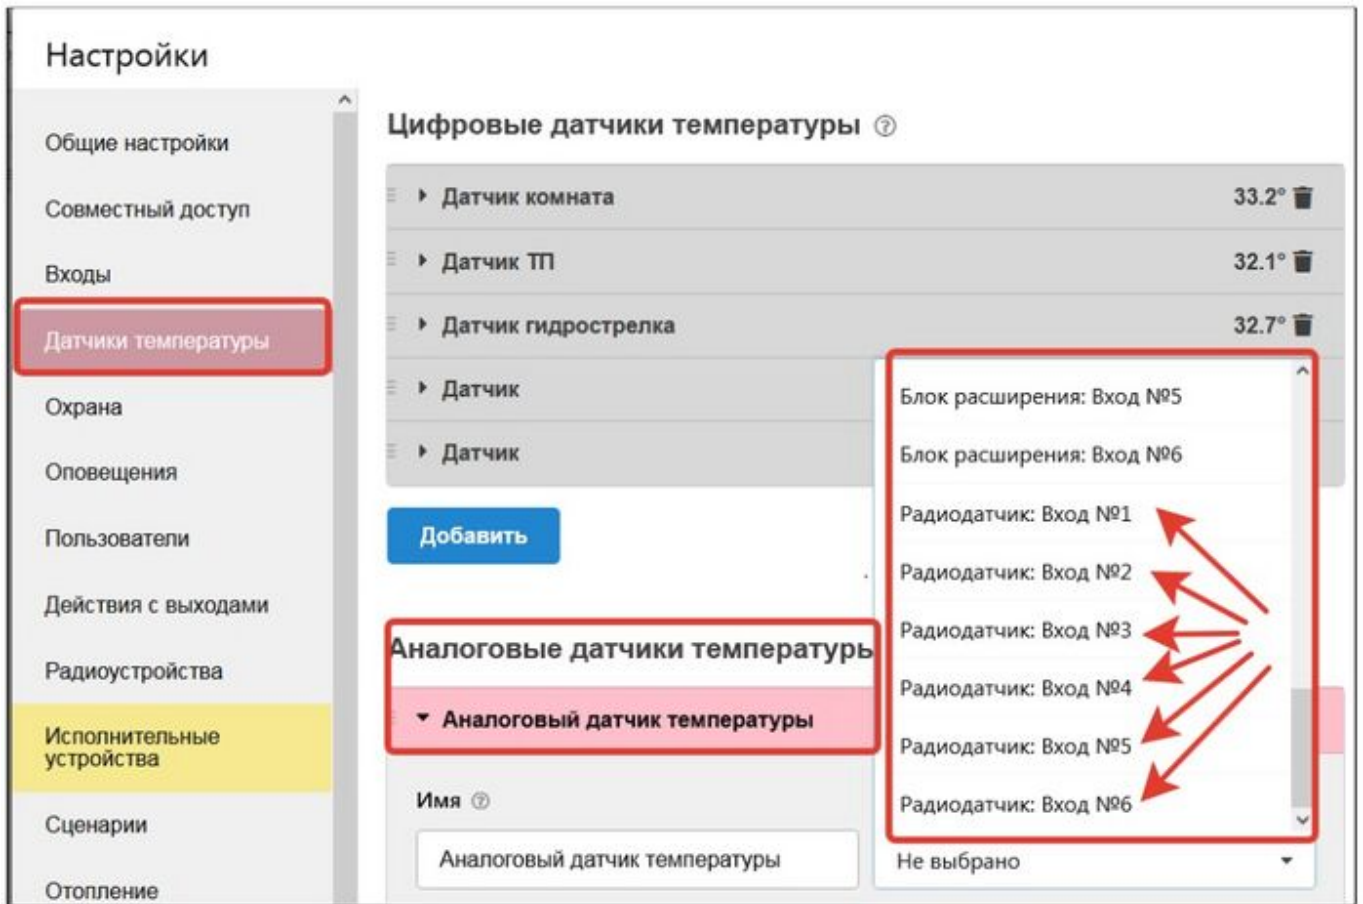 Настройки
Общие настройки
Совместный доступ
Входы
Датчики температуры
Охрана
Оповещения
Пользователи
Действия с выходами
Радиоустройства
Исполнительные
устройства
Сценарии
Отопление
Цифровые датчики температуры ?
Датчик комната 33.2°
Датчик ТП 32.1°
Датчик гидрострелка 32.7°
Датчик
Датчик
Добавить
Аналоговые датчики температуры
Аналоговый датчик температуры
Имя ?
Аналоговый датчик температуры
Блок расширения: Вход №5
Блок расширения: Вход №6
Радиодатчик: Вход №1
Радиодатчик: Вход №2
Радиодатчик: Вход №3
Радиодатчик: Вход №4
Радиодатчик: Вход №5
Радиодатчик: Вход №6
Не выбрано